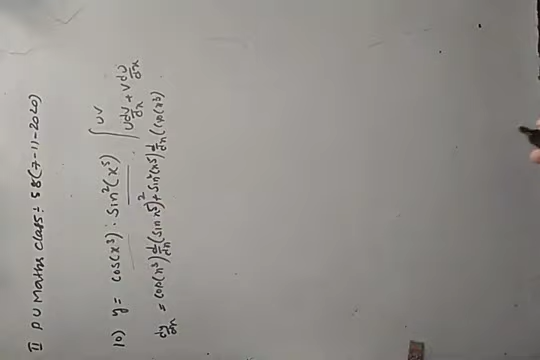 II PU Maths class: 58 (7-11-2020)
10) y = cos(x³) · sin²(x⁵) { UV
U dV/dx + V dU/dx
dy/dx = cos(x³) d/dx (sin x⁵)² + sin²(x⁵) d/dx (cos(x³)